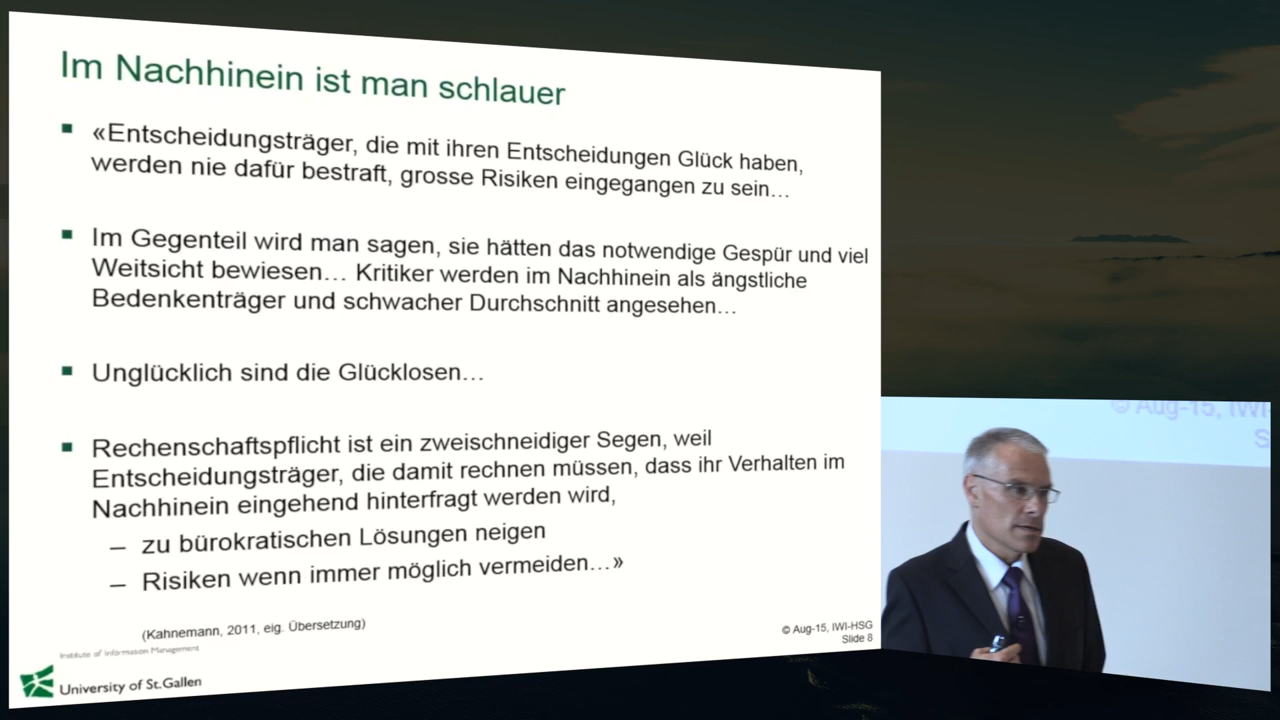 Im Nachhinein ist man schlauer
▪ «Entscheidungsträger, die mit ihren Entscheidungen Glück haben,
werden nie dafür bestraft, grosse Risiken eingegangen zu sein…
▪ Im Gegenteil wird man sagen, sie hätten das notwendige Gespür und viel
Weitsicht bewiesen… Kritiker werden im Nachhinein als ängstliche
Bedenkenträger und schwacher Durchschnitt angesehen…
▪ Unglücklich sind die Glücklosen…
▪ Rechenschaftspflicht ist ein zweischneidiger Segen, weil
Entscheidungsträger, die damit rechnen müssen, dass ihr Verhalten im
Nachhinein eingehend hinterfragt werden wird,
– zu bürokratischen Lösungen neigen
– Risiken wenn immer möglich vermeiden…»
(Kahnemann, 2011, eig. Übersetzung)
© Aug-15, IWI-HSG
Slide 8
Institute of Information Management
University of St.Gallen
© Aug-15, IWI-
S